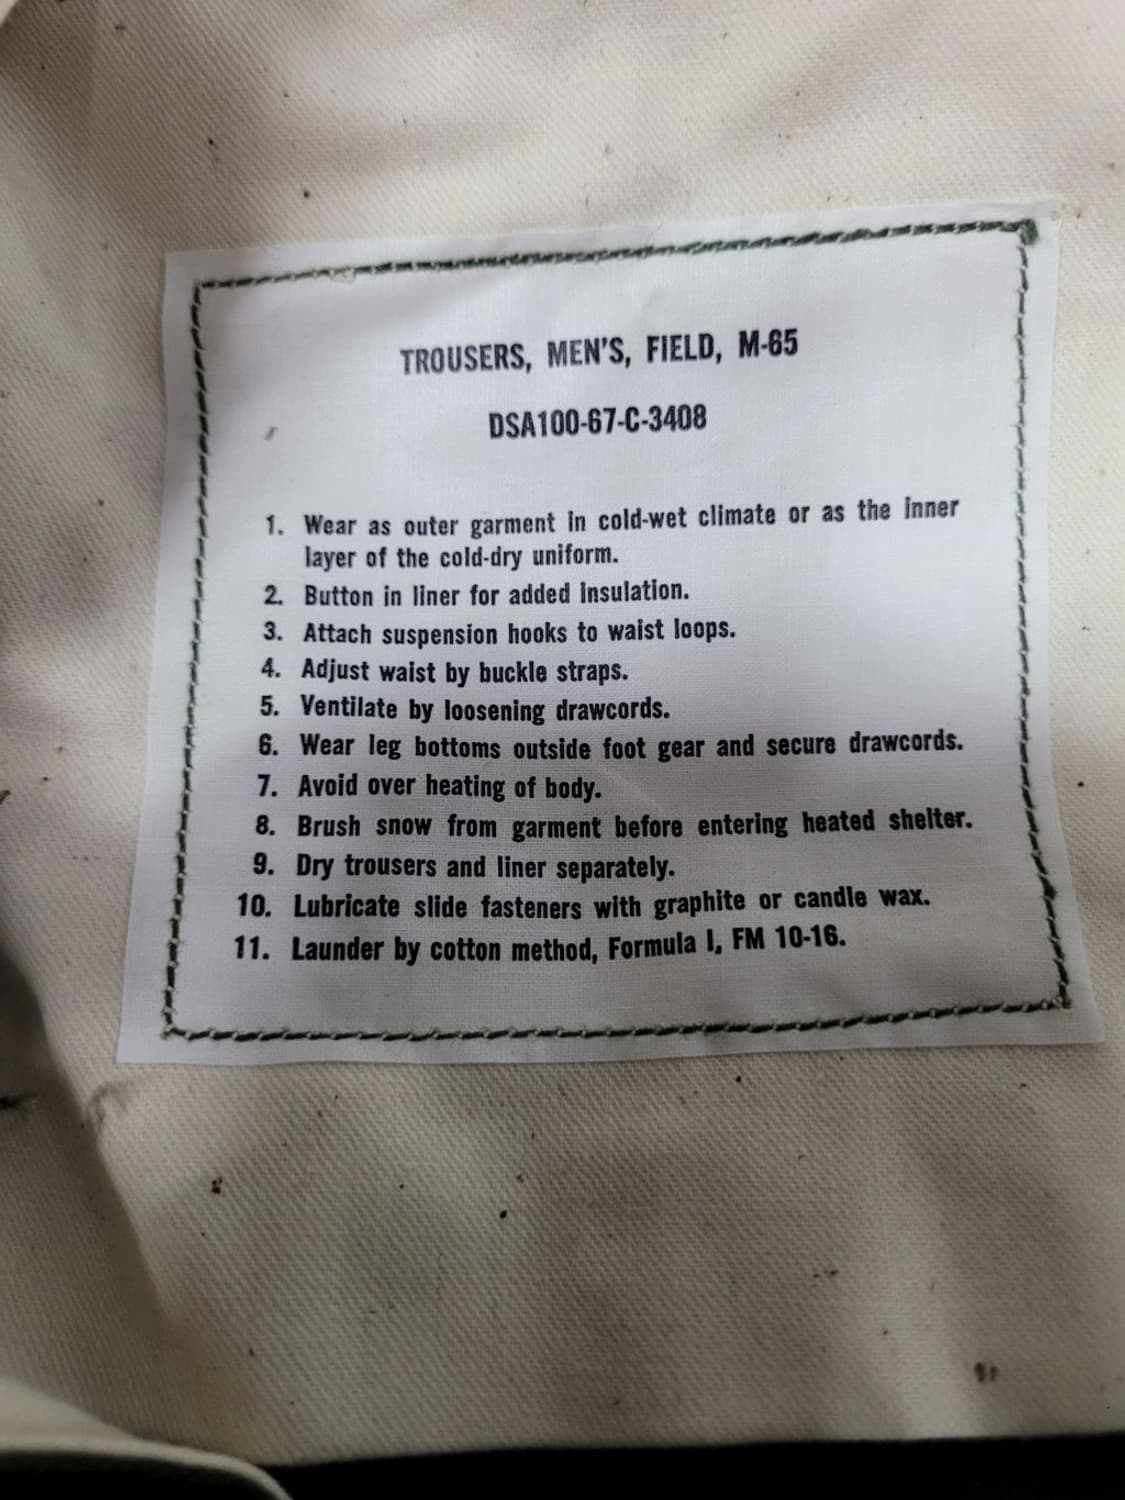 TROUSERS, MEN'S, FIELD, M-65
DSA100-67-C-3408
1. Wear as outer garment in cold-wet climate or as the inner
layer of the cold-dry uniform.
2. Button in liner for added insulation.
3. Attach suspension hooks to waist loops.
4. Adjust waist by buckle straps.
5. Ventilate by loosening drawcords.
6. Wear leg bottoms outside foot gear and secure drawcords.
7. Avoid over heating of body.
8. Brush snow from garment before entering heated shelter.
9. Dry trousers and liner separately.
10. Lubricate slide fasteners with graphite or candle wax.
11. Launder by cotton method, Formula I, FM 10-16.